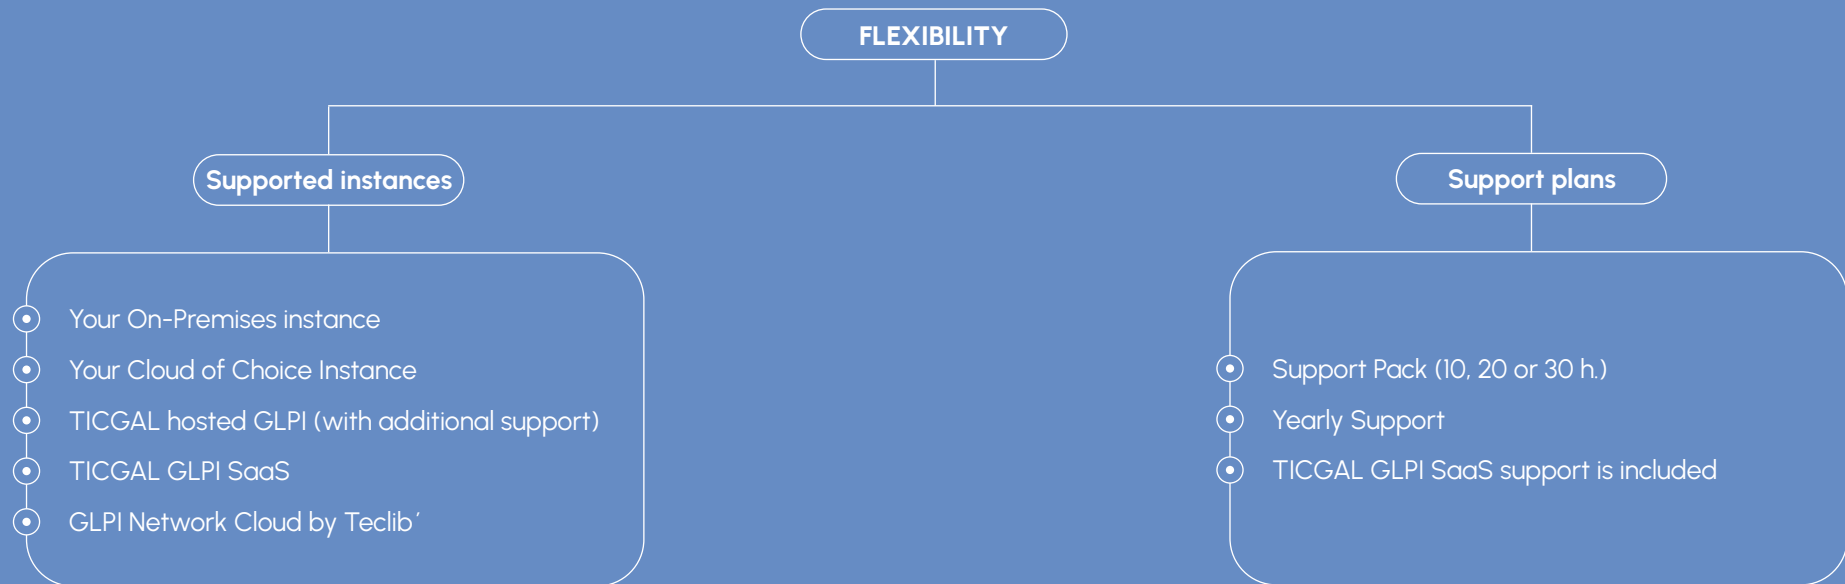 FLEXIBILITY
Supported instances
Your On-Premises instance
Your Cloud of Choice Instance
TICGAL hosted GLPI (with additional support)
TICGAL GLPI SaaS
GLPI Network Cloud by Teclib´
Support plans
Support Pack (10, 20 or 30 h.)
Yearly Support
TICGAL GLPI SaaS support is included